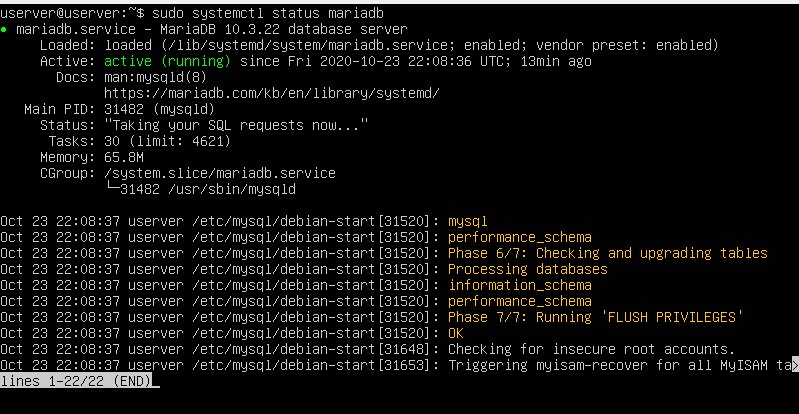 userver@userver:~$ sudo systemctl status mariadb
● mariadb.service - MariaDB 10.3.22 database server
Loaded: loaded (/lib/systemd/system/mariadb.service; enabled; vendor preset: enabled)
Active: active (running) since Fri 2020-10-23 22:08:36 UTC; 13min ago
Docs: man:mysqld(8)
https://mariadb.com/kb/en/library/systemd/
Main PID: 31482 (mysqld)
Status: "Taking your SQL requests now..."
Tasks: 30 (limit: 4621)
Memory: 65.8M
CGroup: /system.slice/mariadb.service
└─31482 /usr/sbin/mysqld
Oct 23 22:08:37 userver /etc/mysql/debian-start[31520]: mysql
Oct 23 22:08:37 userver /etc/mysql/debian-start[31520]: performance_schema
Oct 23 22:08:37 userver /etc/mysql/debian-start[31520]: Phase 6/7: Checking and upgrading tables
Oct 23 22:08:37 userver /etc/mysql/debian-start[31520]: Processing databases
Oct 23 22:08:37 userver /etc/mysql/debian-start[31520]: information_schema
Oct 23 22:08:37 userver /etc/mysql/debian-start[31520]: performance_schema
Oct 23 22:08:37 userver /etc/mysql/debian-start[31520]: Phase 7/7: Running 'FLUSH PRIVILEGES'
Oct 23 22:08:37 userver /etc/mysql/debian-start[31520]: OK
Oct 23 22:08:37 userver /etc/mysql/debian-start[31648]: Checking for insecure root accounts.
Oct 23 22:08:37 userver /etc/mysql/debian-start[31653]: Triggering myisam-recover for all MyISAM ta>
lines 1-22/22 (END)